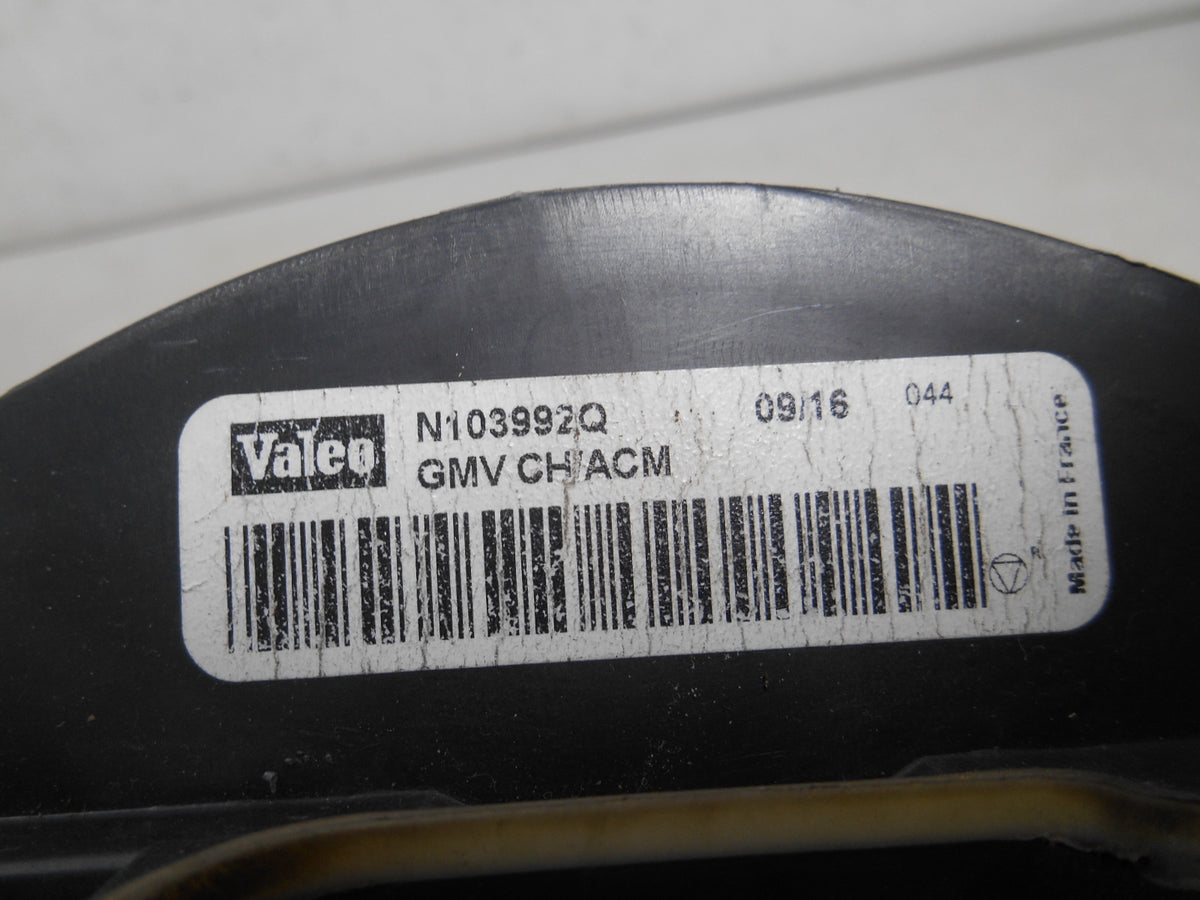 Valeo
N103992Q 09/16 044
GMV CH/ACM
Made in France